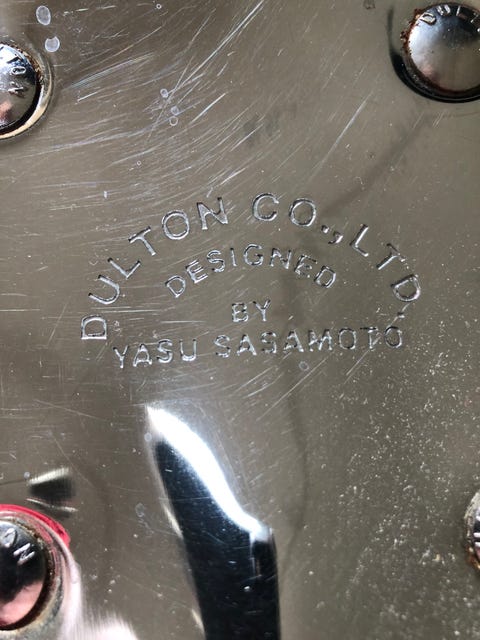 DULTON CO., LTD.
DESIGNED
BY
YASU SASAMOTO